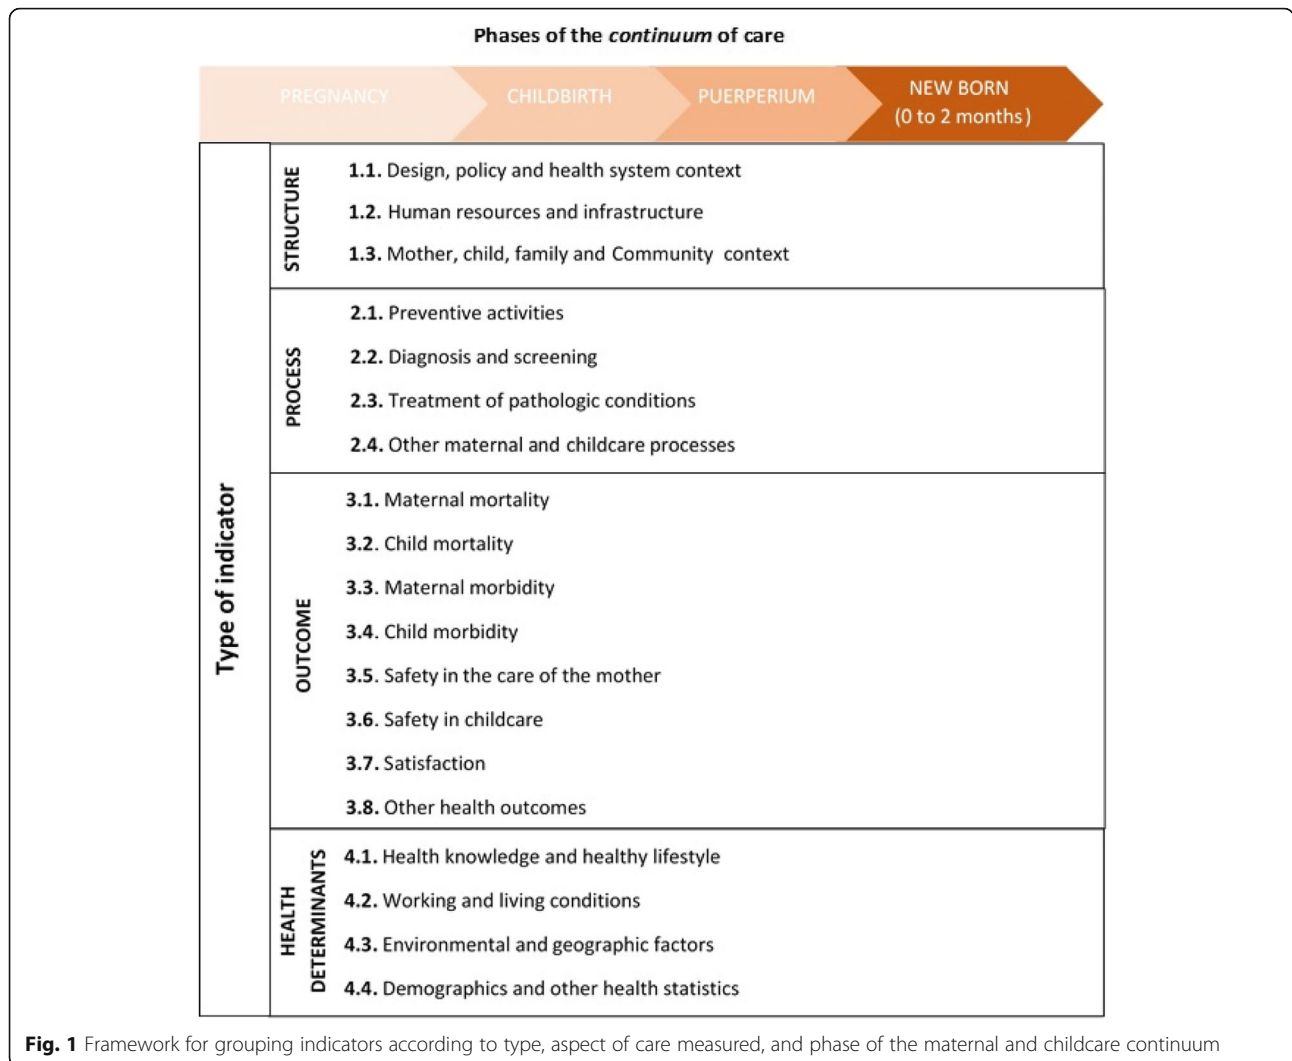 Phases of the continuum of care
PREGNANCY
CHILDBIRTH
PUERPERIUM
NEW BORN
(0 to 2 months)
Type of indicator
STRUCTURE
1.1. Design, policy and health system context
1.2. Human resources and infrastructure
1.3. Mother, child, family and Community context
PROCESS
2.1. Preventive activities
2.2. Diagnosis and screening
2.3. Treatment of pathologic conditions
2.4. Other maternal and childcare processes
OUTCOME
3.1. Maternal mortality
3.2. Child mortality
3.3. Maternal morbidity
3.4. Child morbidity
3.5. Safety in the care of the mother
3.6. Safety in childcare
3.7. Satisfaction
3.8. Other health outcomes
HEALTH
DETERMINANTS
4.1. Health knowledge and healthy lifestyle
4.2. Working and living conditions
4.3. Environmental and geographic factors
4.4. Demographics and other health statistics
Fig. 1 Framework for grouping indicators according to type, aspect of care measured, and phase of the maternal and childcare continuum